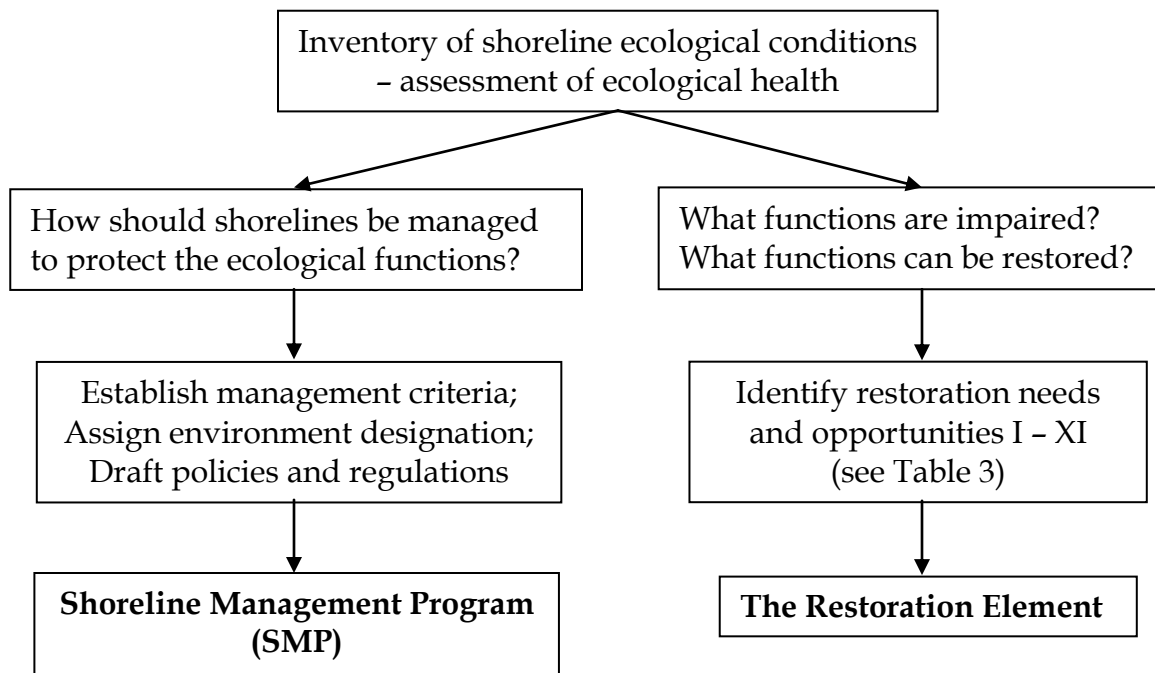 Inventory of shoreline ecological conditions
– assessment of ecological health
How should shorelines be managed
to protect the ecological functions?
What functions are impaired?
What functions can be restored?
Establish management criteria;
Assign environment designation;
Draft policies and regulations
Identify restoration needs
and opportunities I – XI
(see Table 3)
Shoreline Management Program
(SMP)
The Restoration Element